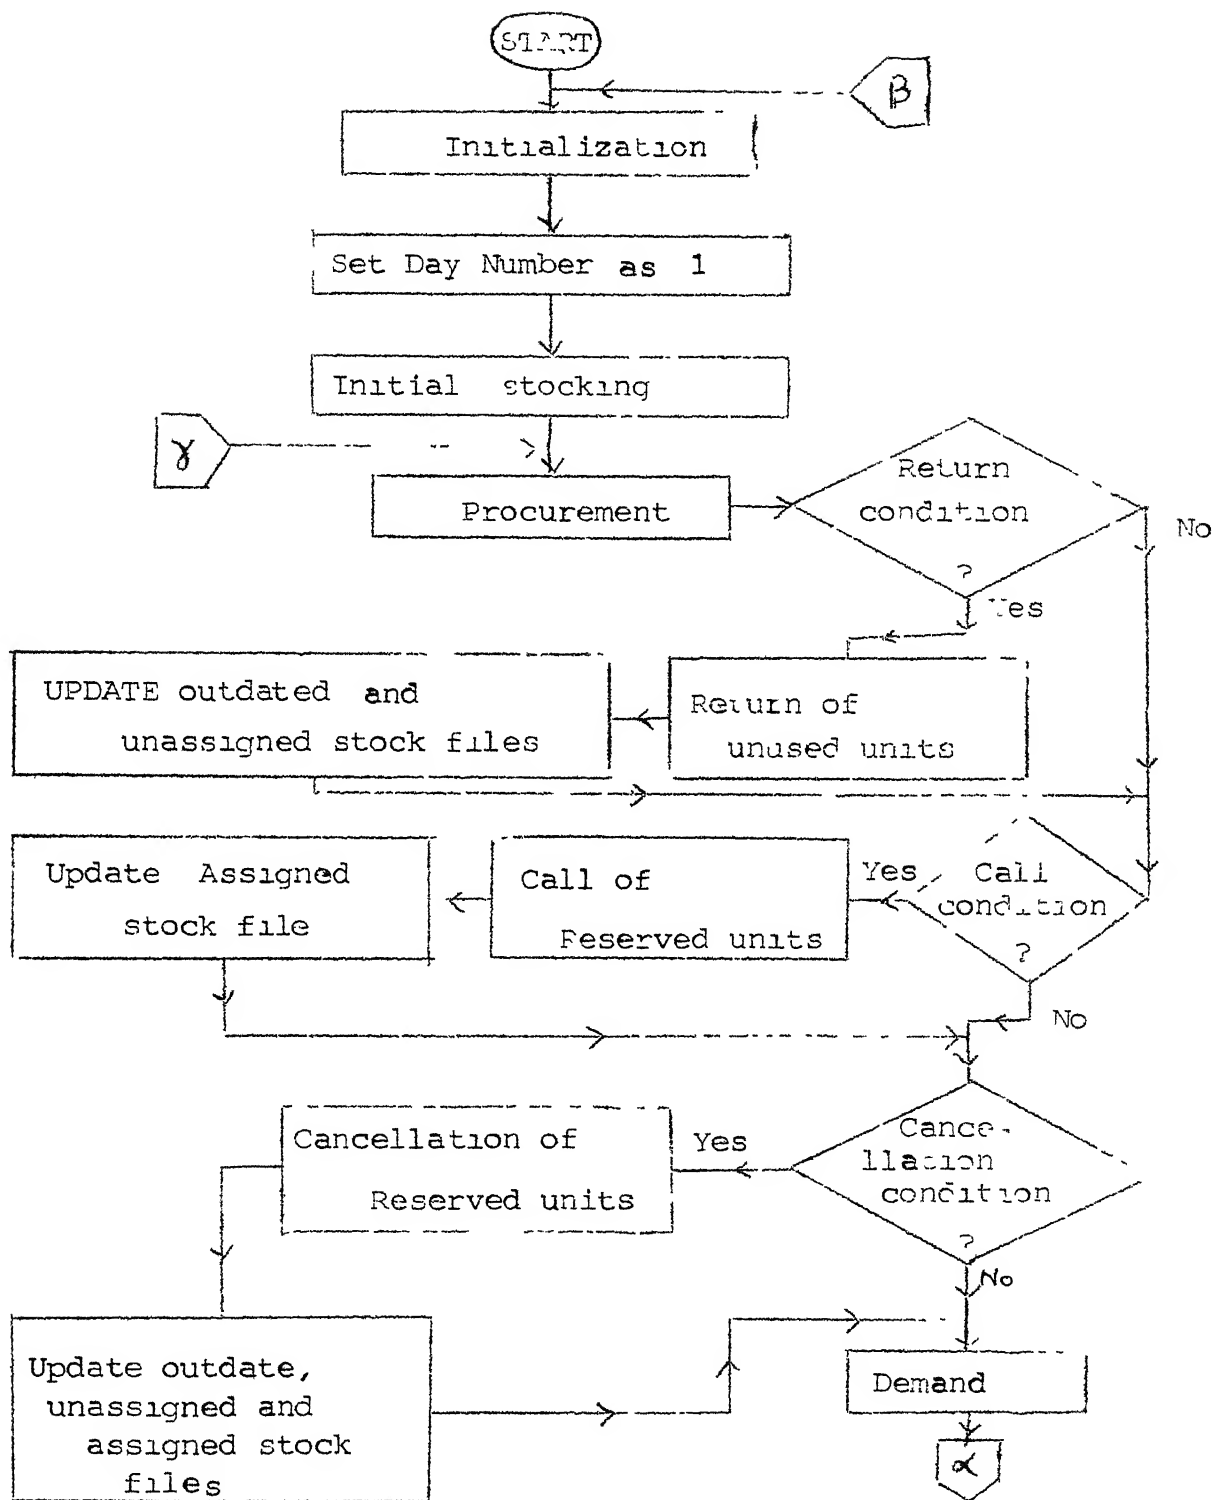 START
β
Initialization
Set Day Number as 1
Initial stocking
γ
Procurement
Return
condition
?
No
Yes
UPDATE outdated and
unassigned stock files
Return of
unused units
Update Assigned
stock file
Call of
Reserved units
Yes
Call
condition
?
No
Cancellation of
Reserved units
Yes
Cance-
llation
condition
?
No
Update outdate,
unassigned and
assigned stock
files
Demand
α